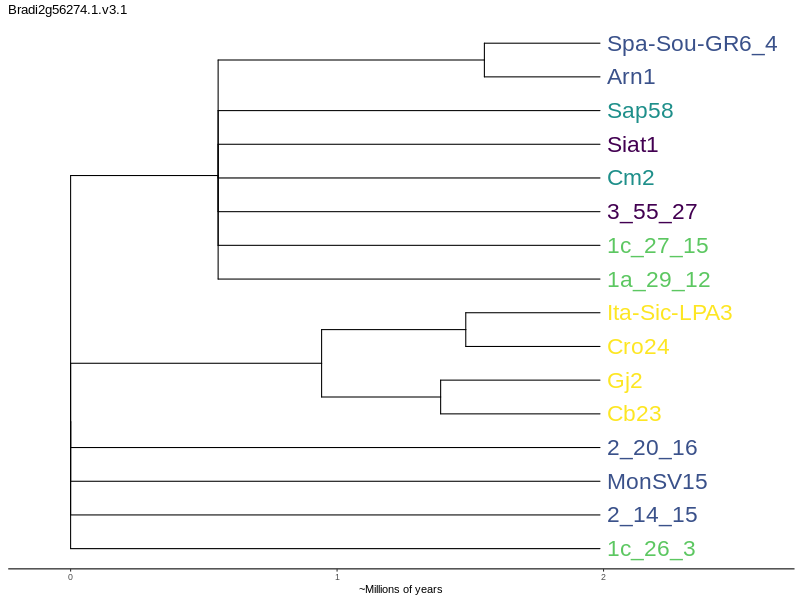 Bradi2g56274.1.v3.1
Spa-Sou-GR6_4
Arn1
Sap58
Siat1
Cm2
3_55_27
1c_27_15
1a_29_12
Ita-Sic-LPA3
Cro24
Gj2
Cb23
2_20_16
MonSV15
2_14_15
1c_26_3
0 1 2
~Millions of years